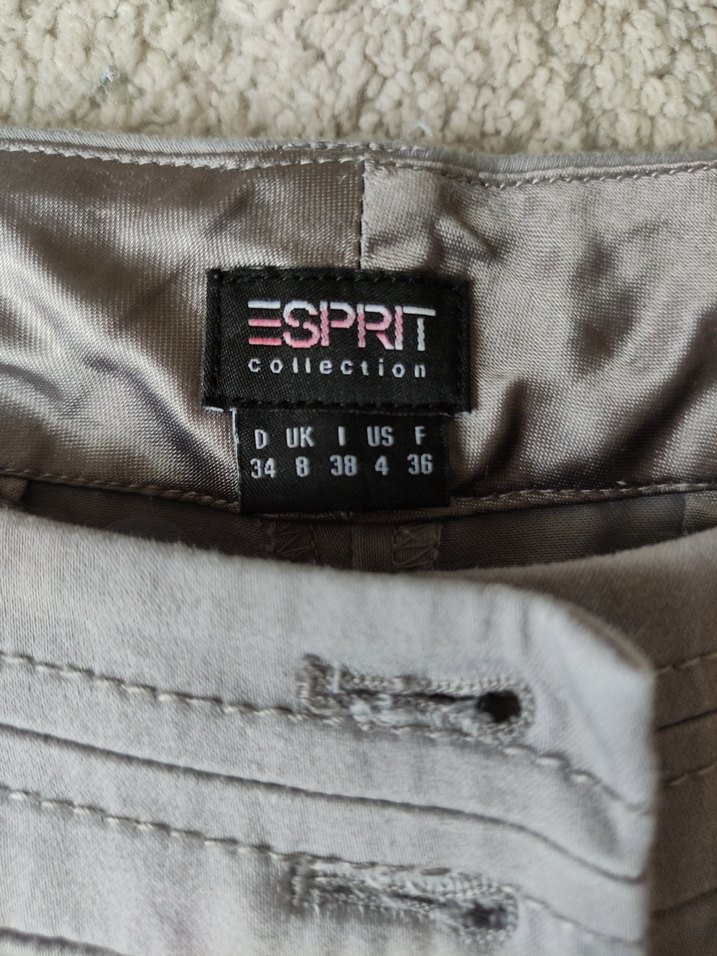 ESPRIT
collection
D UK I US F
34 8 38 4 36